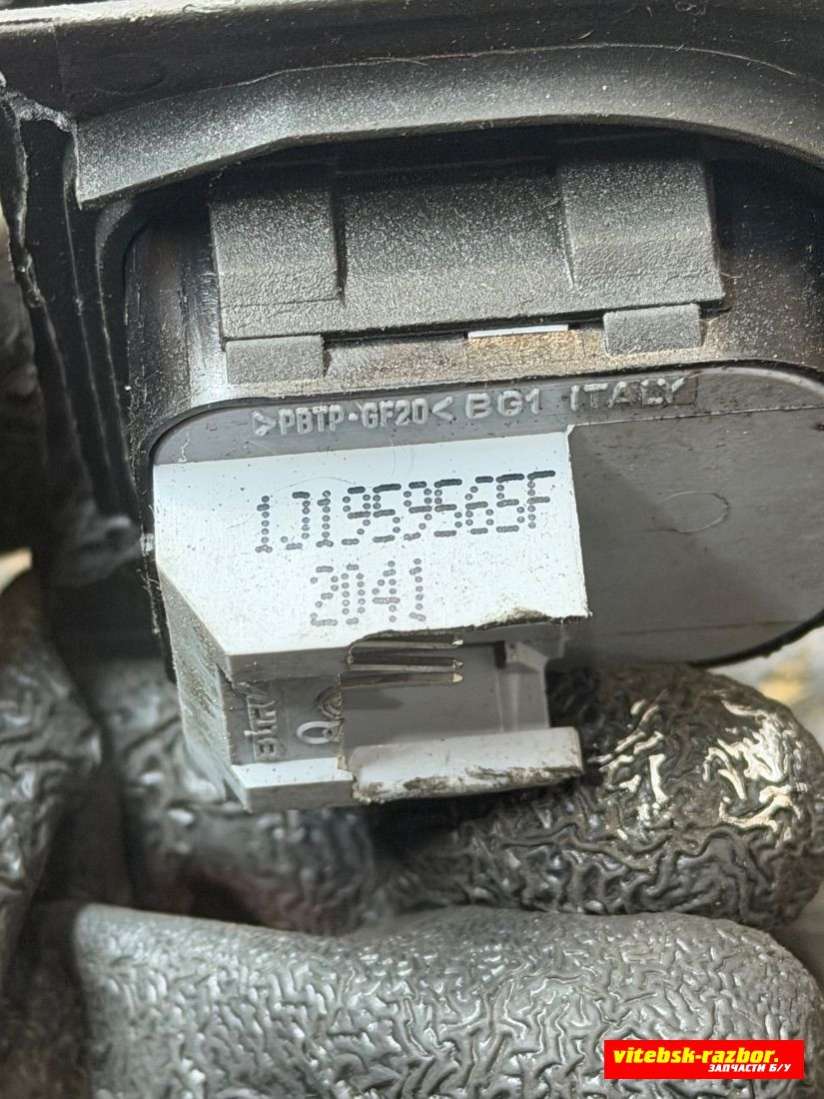 >PBTP-GF20< BG1 ITALY
1J1959565F
2041
vitebsk-razbor.
ЗАПЧАСТИ Б/У